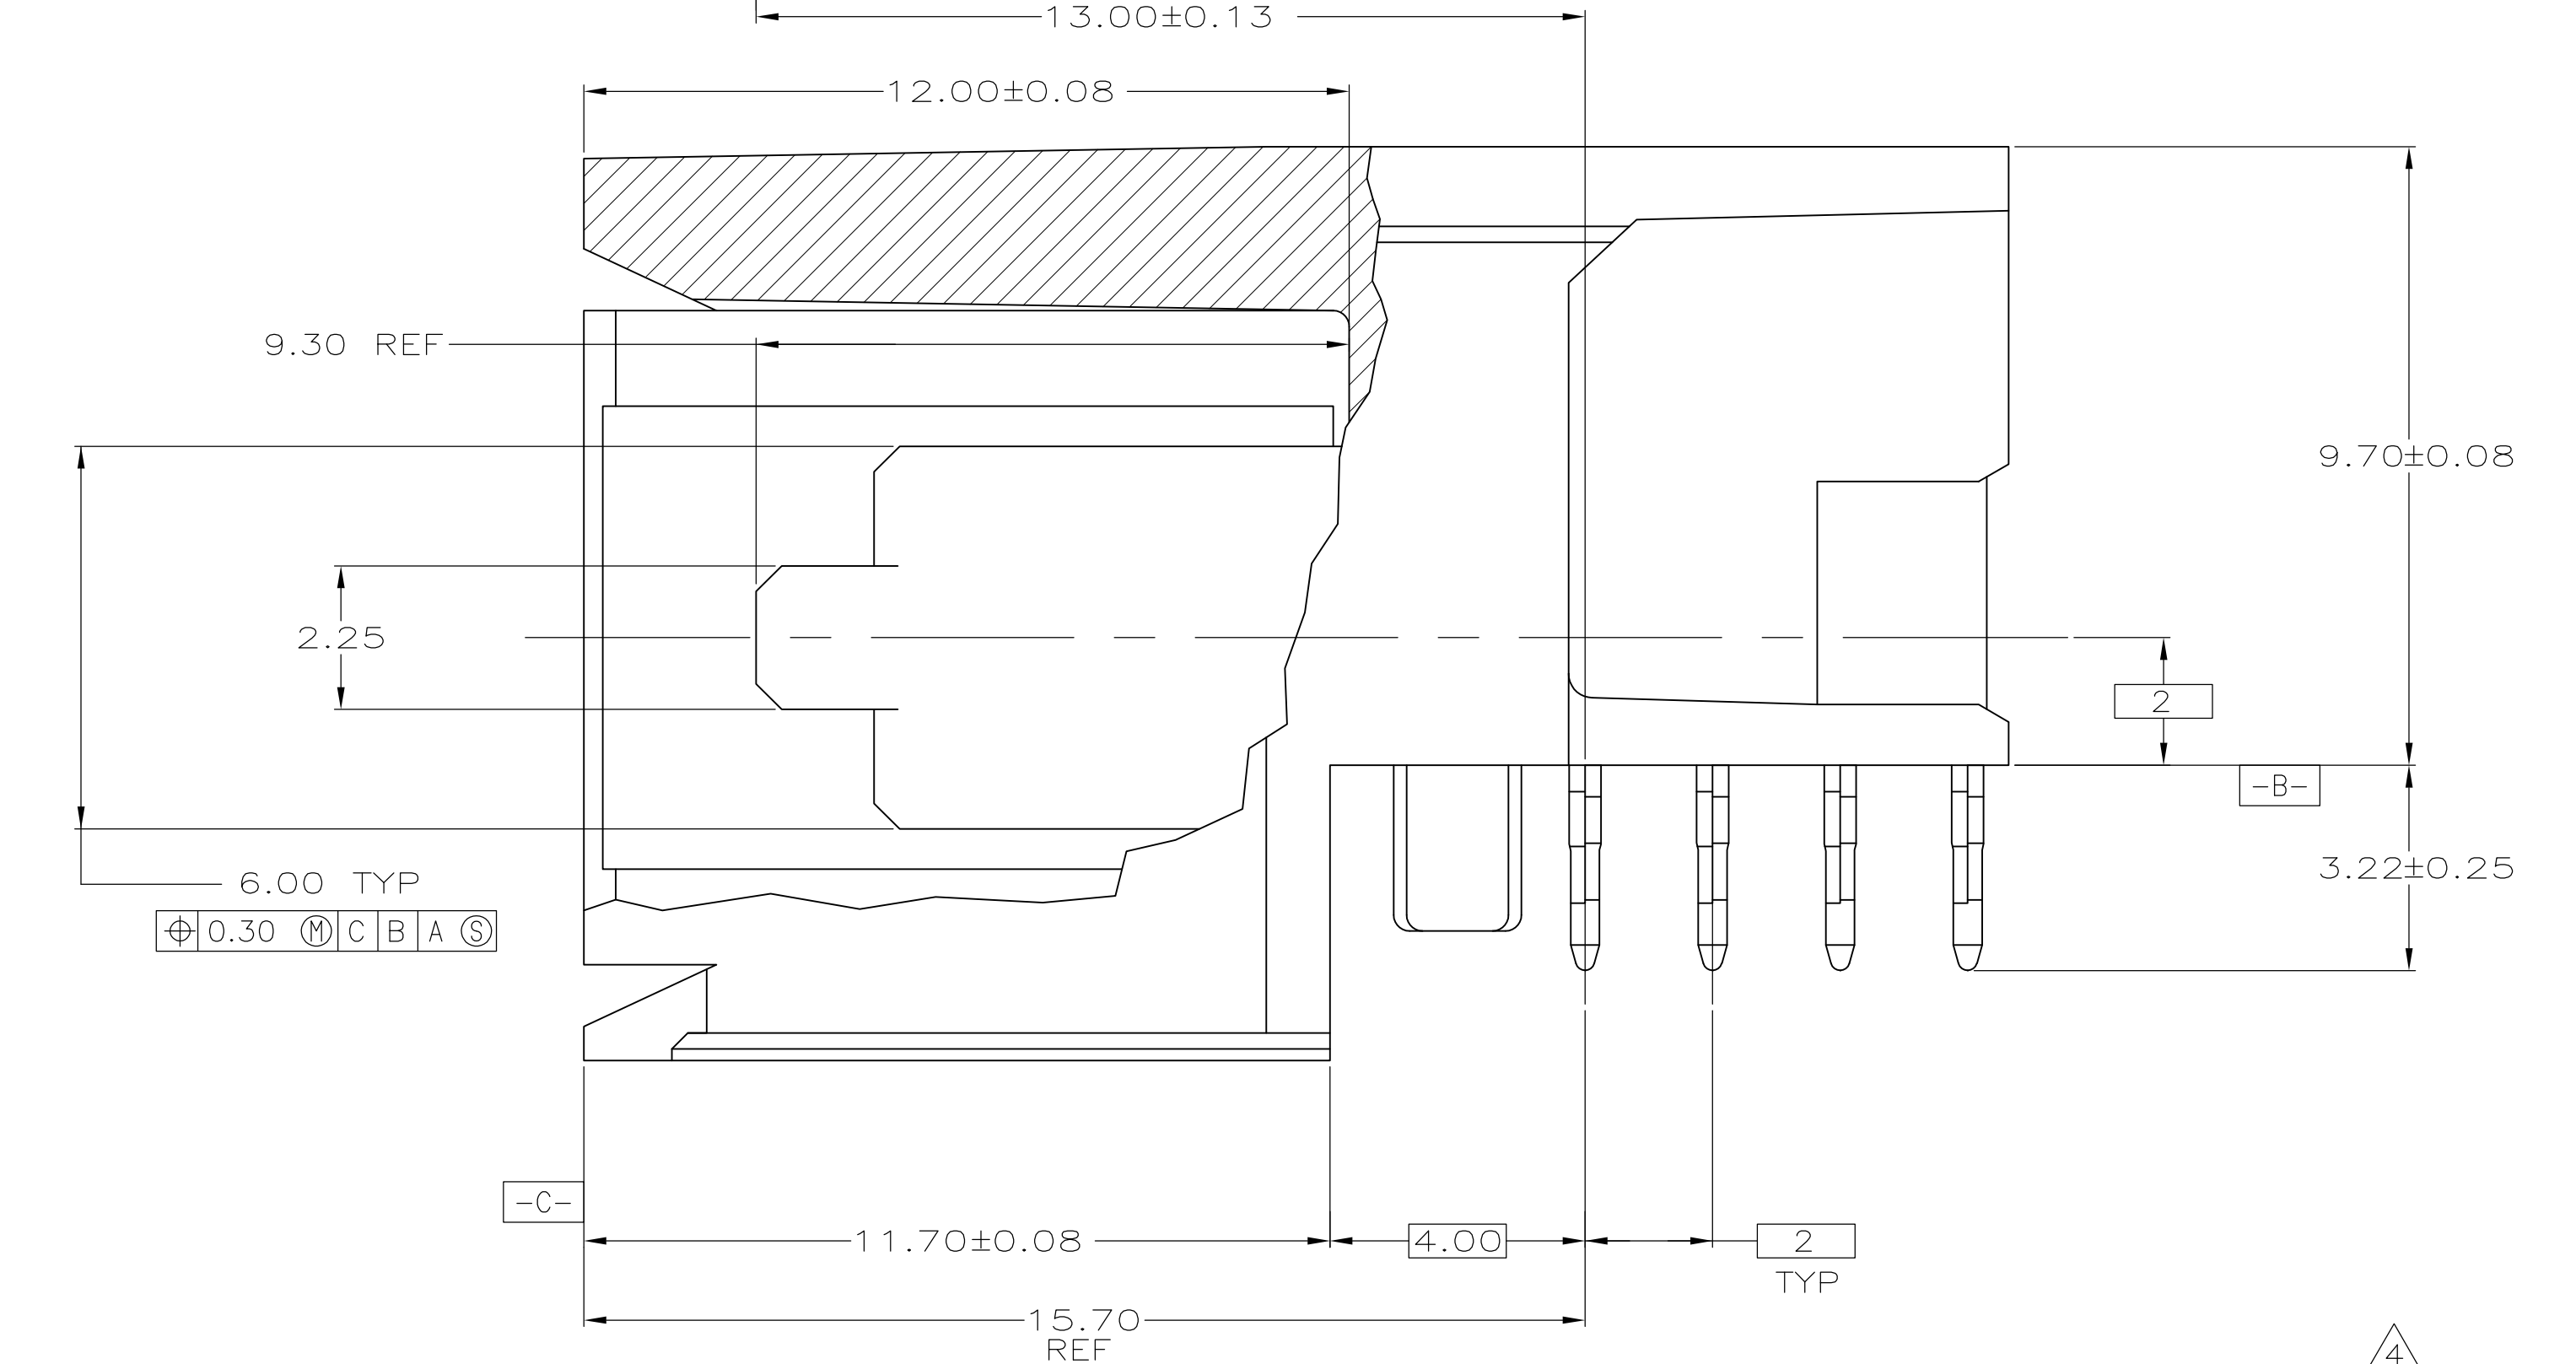 13.00±0.13
12.00±0.08
9.30 REF
9.70±0.08
2.25
2
-B-
3.22±0.25
6.00 TYP
⌖ 0.30 Ⓜ C B A Ⓢ
-C-
11.70±0.08
4.00
2
TYP
15.70
REF
4